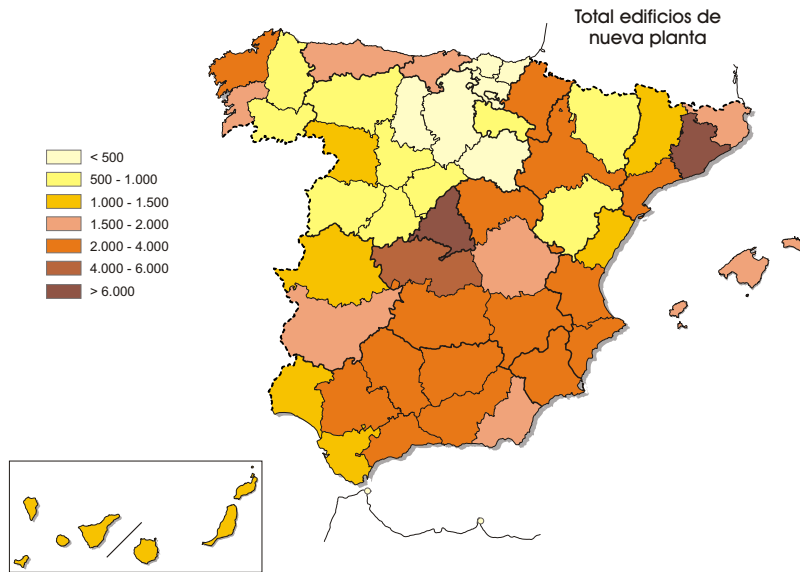 Total edificios de
nueva planta
< 500
500 - 1.000
1.000 - 1.500
1.500 - 2.000
2.000 - 4.000
4.000 - 6.000
> 6.000